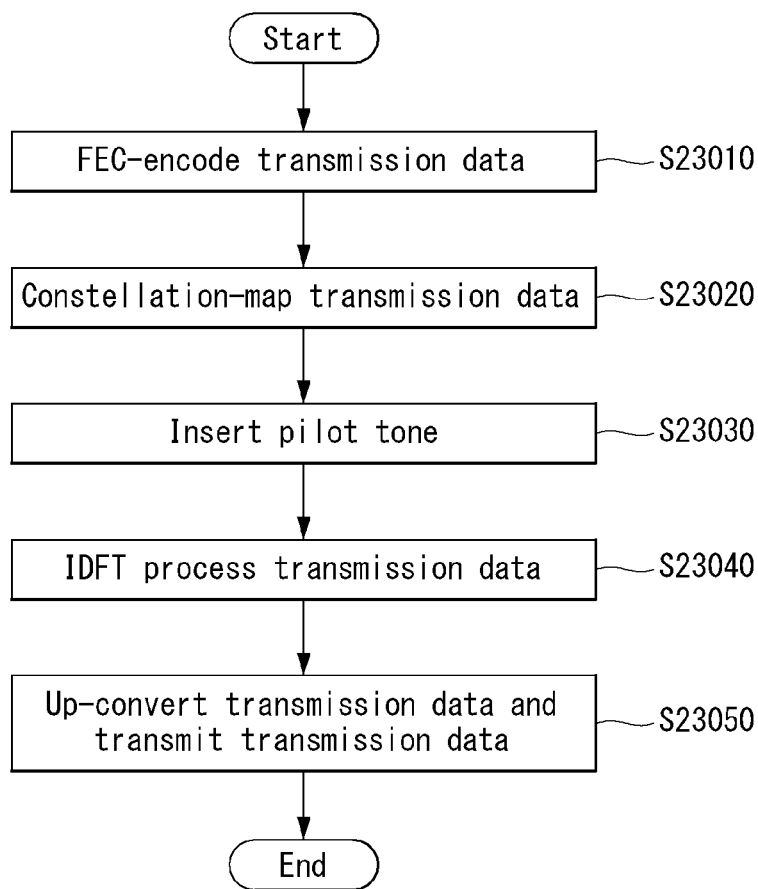 Start
FEC-encode transmission data
S23010
Constellation-map transmission data
S23020
Insert pilot tone
S23030
IDFT process transmission data
S23040
Up-convert transmission data and
transmit transmission data
S23050
End